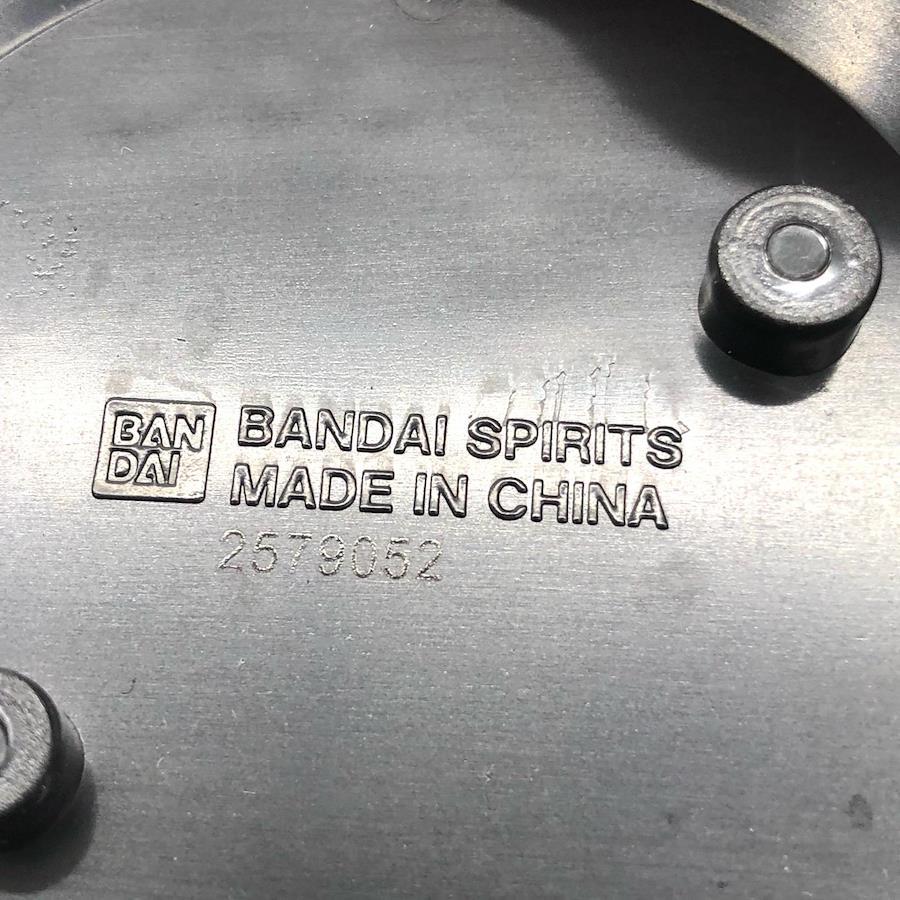 BAN
DAI
BANDAI SPIRITS
MADE IN CHINA
2579052